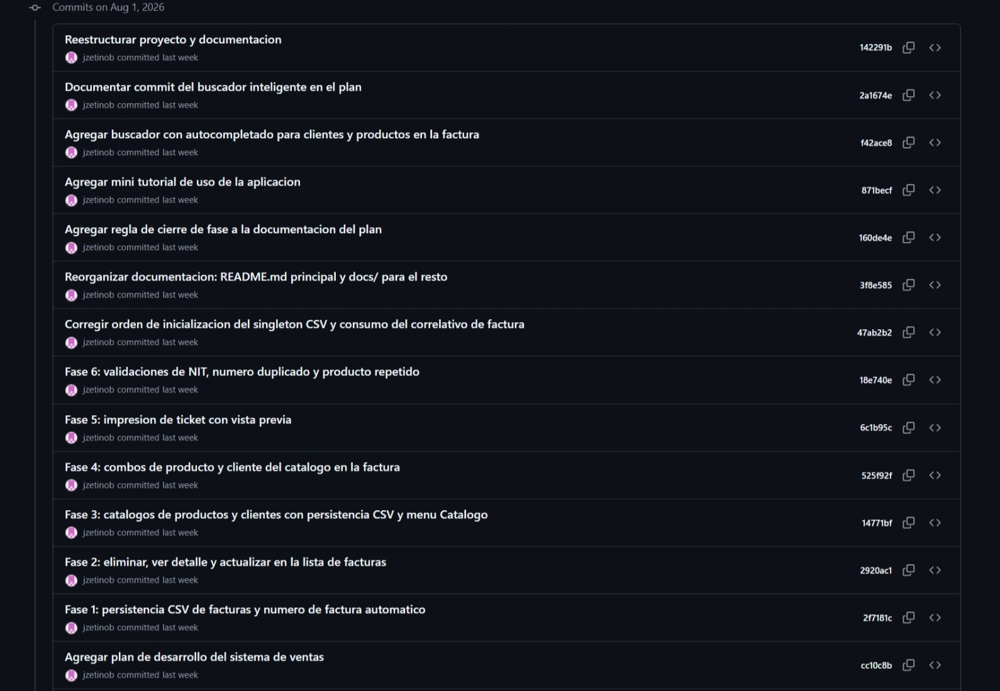 Commits on Aug 1, 2026
Reestructurar proyecto y documentacion
jzetinob committed last week
142291b
Documentar commit del buscador inteligente en el plan
jzetinob committed last week
2a1674e
Agregar buscador con autocompletado para clientes y productos en la factura
jzetinob committed last week
f42ace8
Agregar mini tutorial de uso de la aplicacion
jzetinob committed last week
871becf
Agregar regla de cierre de fase a la documentacion del plan
jzetinob committed last week
160de4e
Reorganizar documentacion: README.md principal y docs/ para el resto
jzetinob committed last week
3f8e585
Corregir orden de inicializacion del singleton CSV y consumo del correlativo de factura
jzetinob committed last week
47ab2b2
Fase 6: validaciones de NIT, numero duplicado y producto repetido
jzetinob committed last week
18e740e
Fase 5: impresion de ticket con vista previa
jzetinob committed last week
6c1b95c
Fase 4: combos de producto y cliente del catalogo en la factura
jzetinob committed last week
525f92f
Fase 3: catalogos de productos y clientes con persistencia CSV y menu Catalogo
jzetinob committed last week
14771bf
Fase 2: eliminar, ver detalle y actualizar en la lista de facturas
jzetinob committed last week
2920ac1
Fase 1: persistencia CSV de facturas y numero de factura automatico
jzetinob committed last week
2f7181c
Agregar plan de desarrollo del sistema de ventas
jzetinob committed last week
cc10c8b